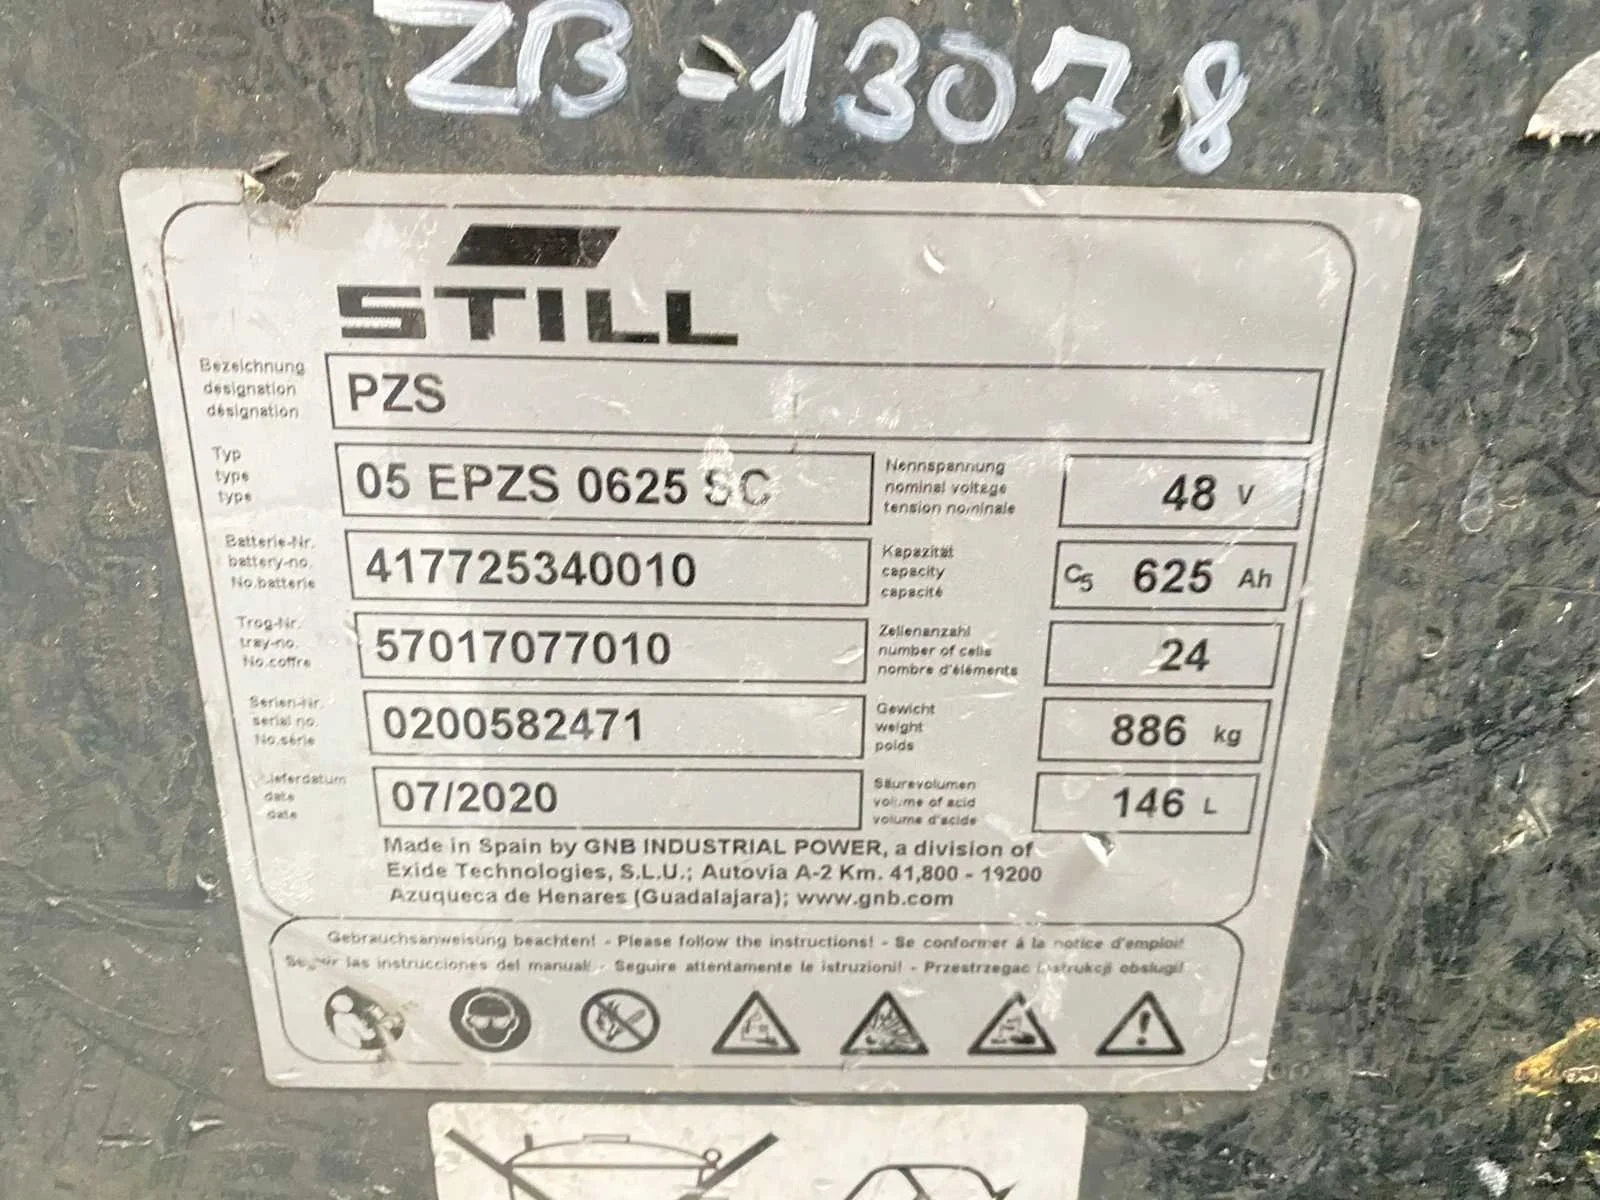 ZB-13078
STILL
Bezeichnung
designation
désignation
PZS
Typ
type
type
05 EPZS 0625 SC
Nennspannung
nominal voltage
tension nominale
48 V
Batterie-Nr.
battery-no.
No.batterie
417725340010
Kapazität
capacity
capacité
C5 625 Ah
Trog-Nr.
tray-no.
No.coffre
57017077010
Zellenanzahl
number of cells
nombre d'éléments
24
Serien-Nr.
serial no.
No.série
0200582471
Gewicht
weight
poids
886 kg
Lieferdatum
date
date
07/2020
Säurevolumen
volume of acid
volume d'acide
146 L
Made in Spain by GNB INDUSTRIAL POWER, a division of
Exide Technologies, S.L.U.; Autovia A-2 Km. 41,800 - 19200
Azuqueca de Henares (Guadalajara); www.gnb.com
Gebrauchsanweisung beachten! - Please follow the instructions! - Se conformer á la notice d'emploi!
Seguir las instrucciones del manual! - Seguire attentamente le istruzioni! - Przestrzegac instrukcji obslugi!